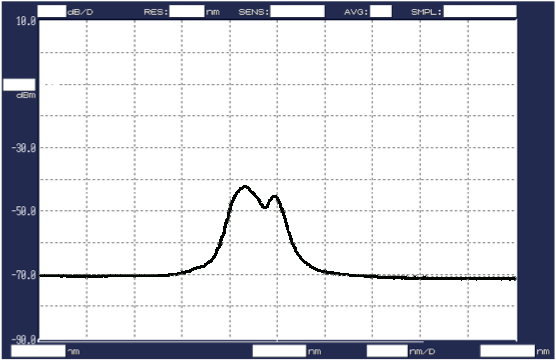 dB/D RES: nm SENS: AVG: SMPL:
10.0
dBm
-30.0
-50.0
-70.0
-90.0
nm nm nm/D nm